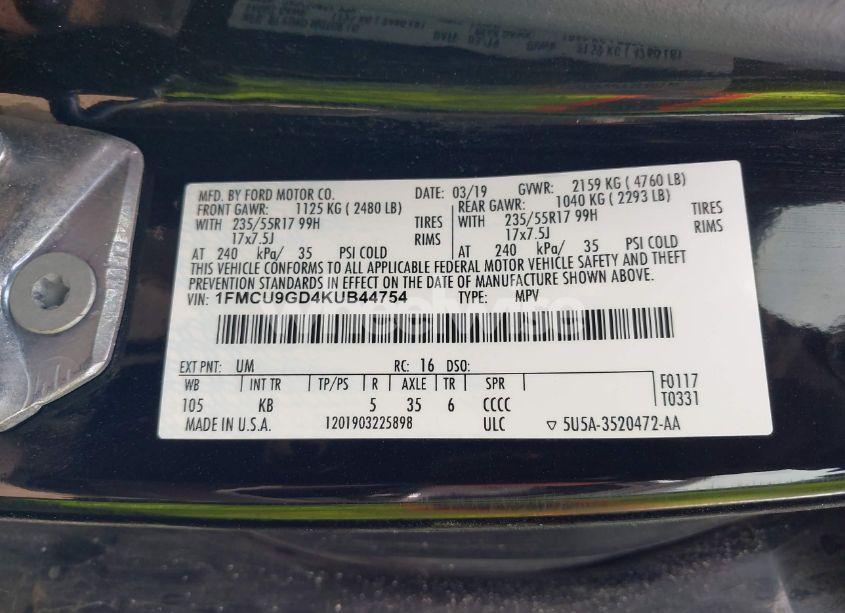 MFD. BY FORD MOTOR CO. DATE: 03/19 GVWR: 2159 KG ( 4760 LB)
FRONT GAWR: 1125 KG ( 2480 LB) REAR GAWR: 1040 KG ( 2293 LB)
WITH 235/55R17 99H TIRES WITH 235/55R17 99H TIRES
17x7.5J RIMS 17x7.5J RIMS
AT 240 kPa/ 35 PSI COLD AT 240 kPa/ 35 PSI COLD
THIS VEHICLE CONFORMS TO ALL APPLICABLE FEDERAL MOTOR VEHICLE SAFETY AND THEFT
PREVENTION STANDARDS IN EFFECT ON THE DATE OF MANUFACTURE SHOWN ABOVE.
VIN: 1FMCU9GD4KUB44754 TYPE: MPV
EXT PNT: UM RC: 16 DSO:
WB INT TR TP/PS R AXLE TR SPR F0117
105 KB 5 35 6 CCCC T0331
MADE IN U.S.A. 1201903225898 ULC ▽ 5U5A-3520472-AA